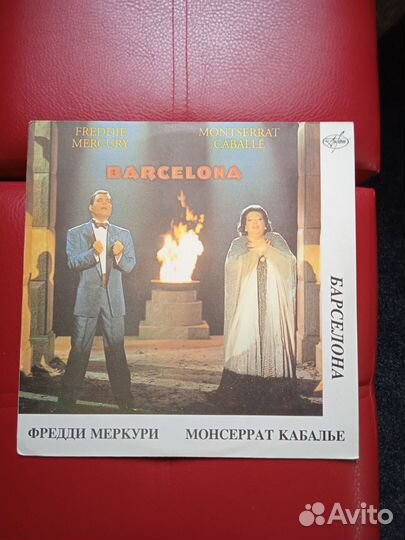 FREDDIE
MERCURY
MONTSERRAT
CABALLÉ
BARCELONA
БАРСЕЛОНА
ФРЕДДИ МЕРКУРИ
МОНСЕРРАТ КАБАЛЬЕ
Avito